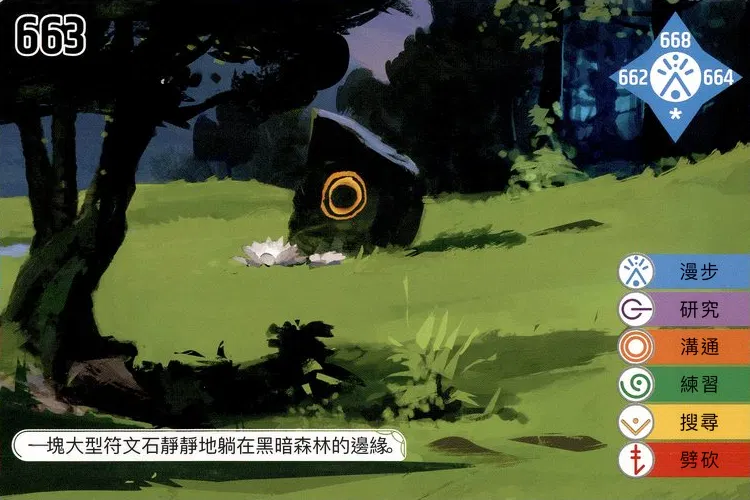 663
668
662
664
*
漫步
研究
溝通
練習
搜尋
劈砍
一塊大型符文石靜靜地躺在黑暗森林的邊緣。